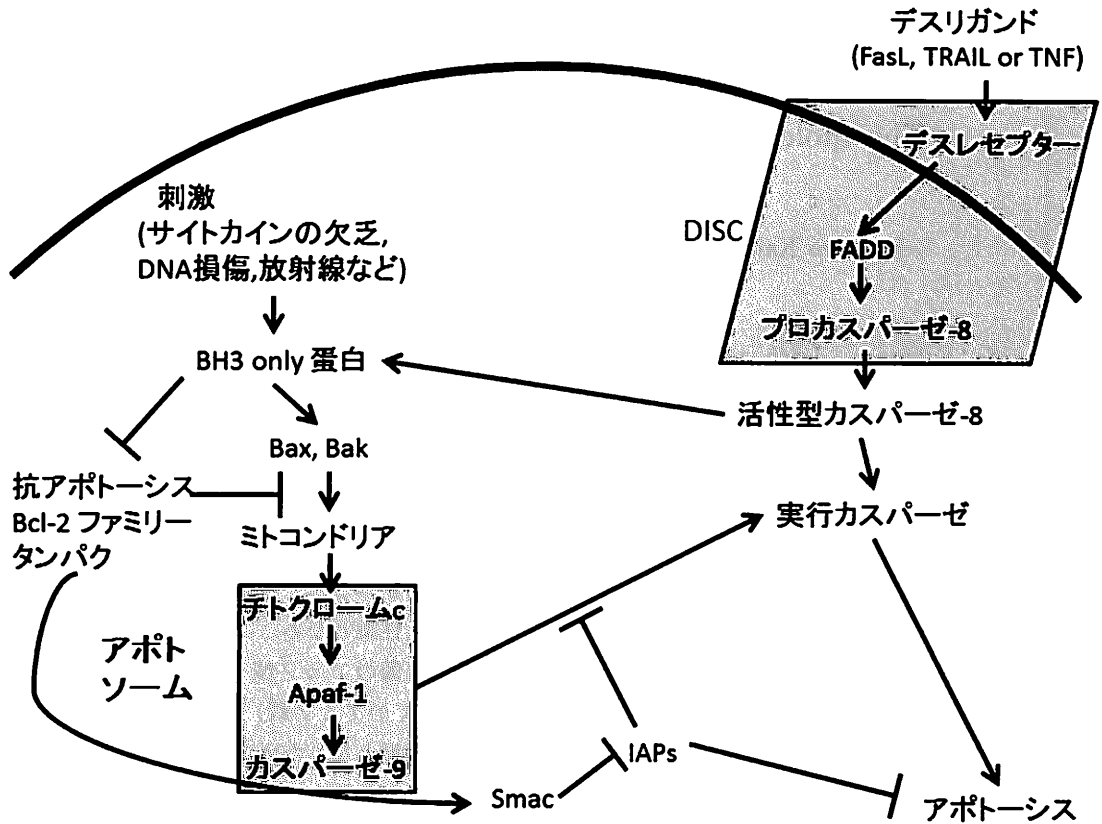 デスリガンド
(FasL, TRAIL or TNF)
デスレセプター
DISC
FADD
プロカスパーゼ-8
活性型カスパーゼ-8
実行カスパーゼ
刺激
(サイトカインの欠乏,
DNA損傷,放射線など)
BH3 only 蛋白
Bax, Bak
抗アポトーシス
Bcl-2 ファミリー
タンパク
ミトコンドリア
チトクロームc
アポト
ソーム
Apaf-1
カスパーゼ-9
IAPs
Smac
アポトーシス